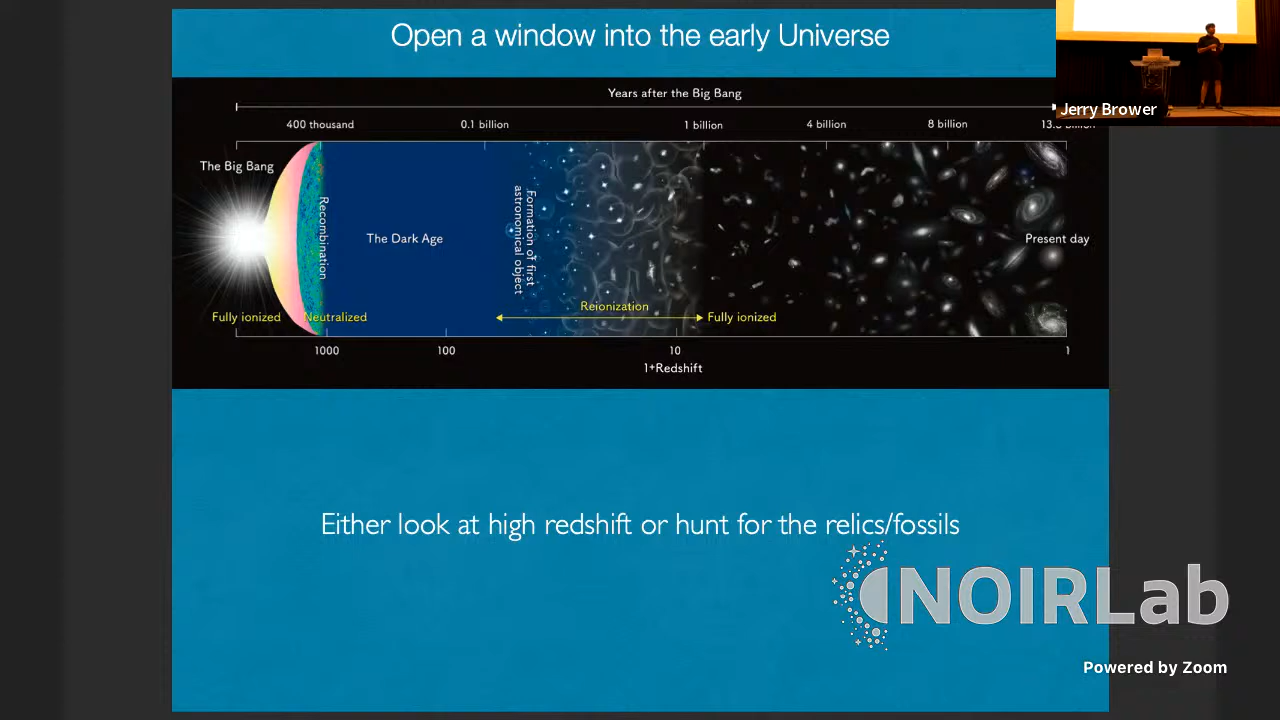 Open a window into the early Universe
Years after the Big Bang
400 thousand
0.1 billion
1 billion
4 billion
8 billion
Jerry Brower
The Big Bang
Recombination
The Dark Age
Formation of first
astronomical object
Present day
Fully ionized
Neutralized
Reionization
Fully ionized
1000
100
10
1
1+Redshift
Either look at high redshift or hunt for the relics/fossils
NOIRLab
Powered by Zoom